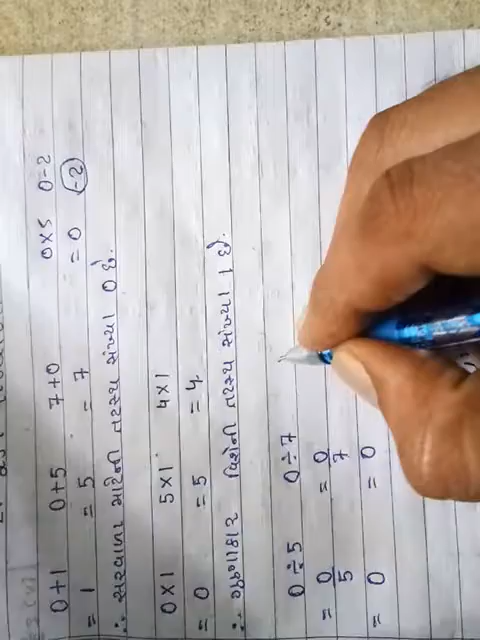 0+1 0+5 7+0 0×5 0-2
= 1 = 5 = 7 = 0 -2
∴ સરવાળા માટેની તટસ્થ સંખ્યા 0 છે.
0×1 5×1 4×1
= 0 = 5 = 4
∴ ગુણાકાર વિશેની તટસ્થ સંખ્યા 1 છે.
0÷5 0÷7
= 0/5 = 0/7
= 0 = 0